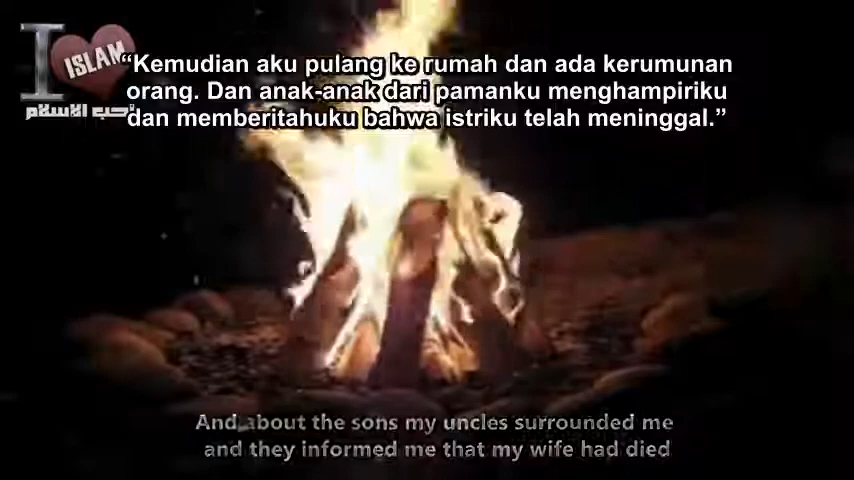 I
ISLAM
أحب الاسلام
“Kemudian aku pulang ke rumah dan ada kerumunan
orang. Dan anak-anak dari pamanku menghampiriku
dan memberitahuku bahwa istriku telah meninggal.”
And about the sons my uncles surrounded me
and they informed me that my wife had died